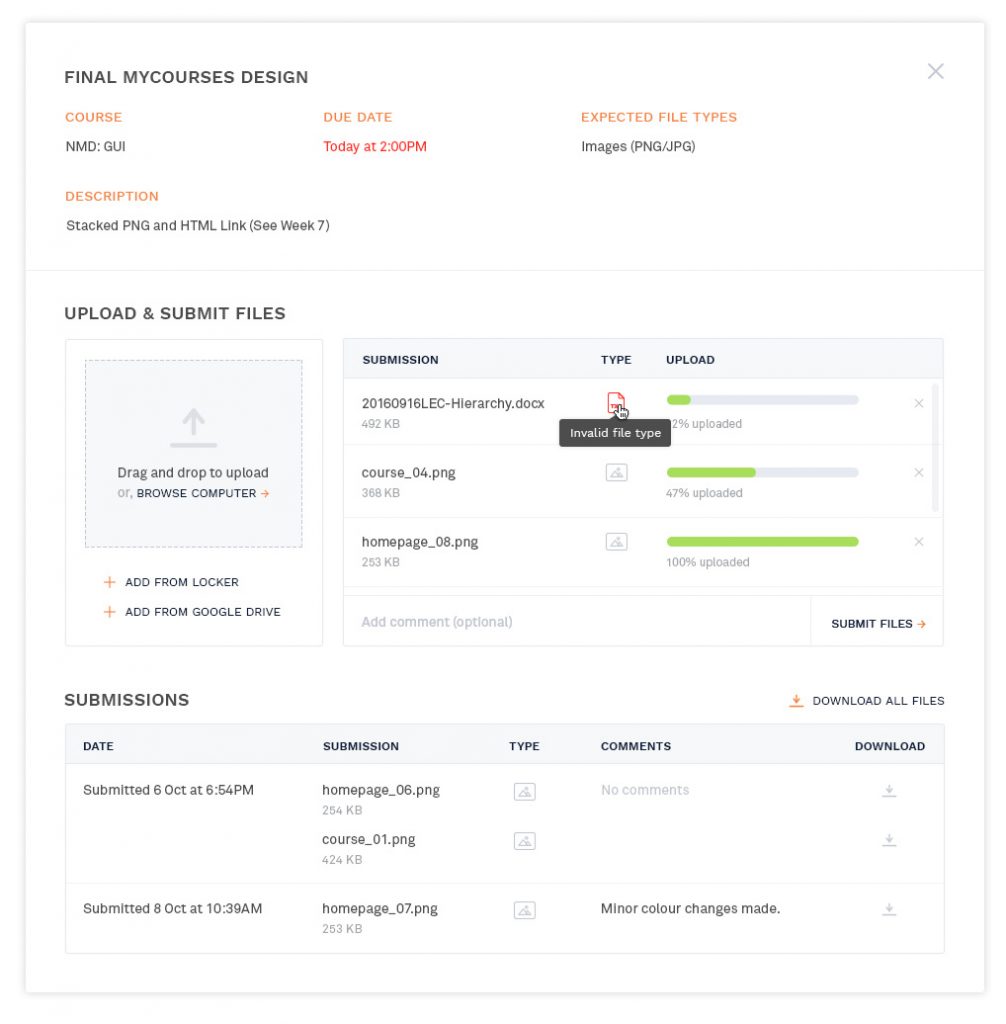 FINAL MYCOURSES DESIGN
COURSE
DUE DATE
EXPECTED FILE TYPES
NMD: GUI
Today at 2:00PM
Images (PNG/JPG)
DESCRIPTION
Stacked PNG and HTML Link (See Week 7)
UPLOAD & SUBMIT FILES
Drag and drop to upload
or, BROWSE COMPUTER →
ADD FROM LOCKER
ADD FROM GOOGLE DRIVE
SUBMISSION TYPE UPLOAD
20160916LEC-Hierarchy.docx
492 KB
2% uploaded
Invalid file type
course_04.png
368 KB
47% uploaded
homepage_08.png
253 KB
100% uploaded
Add comment (optional)
SUBMIT FILES →
SUBMISSIONS
DOWNLOAD ALL FILES
DATE SUBMISSION TYPE COMMENTS DOWNLOAD
Submitted 6 Oct at 6:54PM
homepage_06.png
254 KB
No comments
course_01.png
424 KB
Submitted 8 Oct at 10:39AM
homepage_07.png
253 KB
Minor colour changes made.